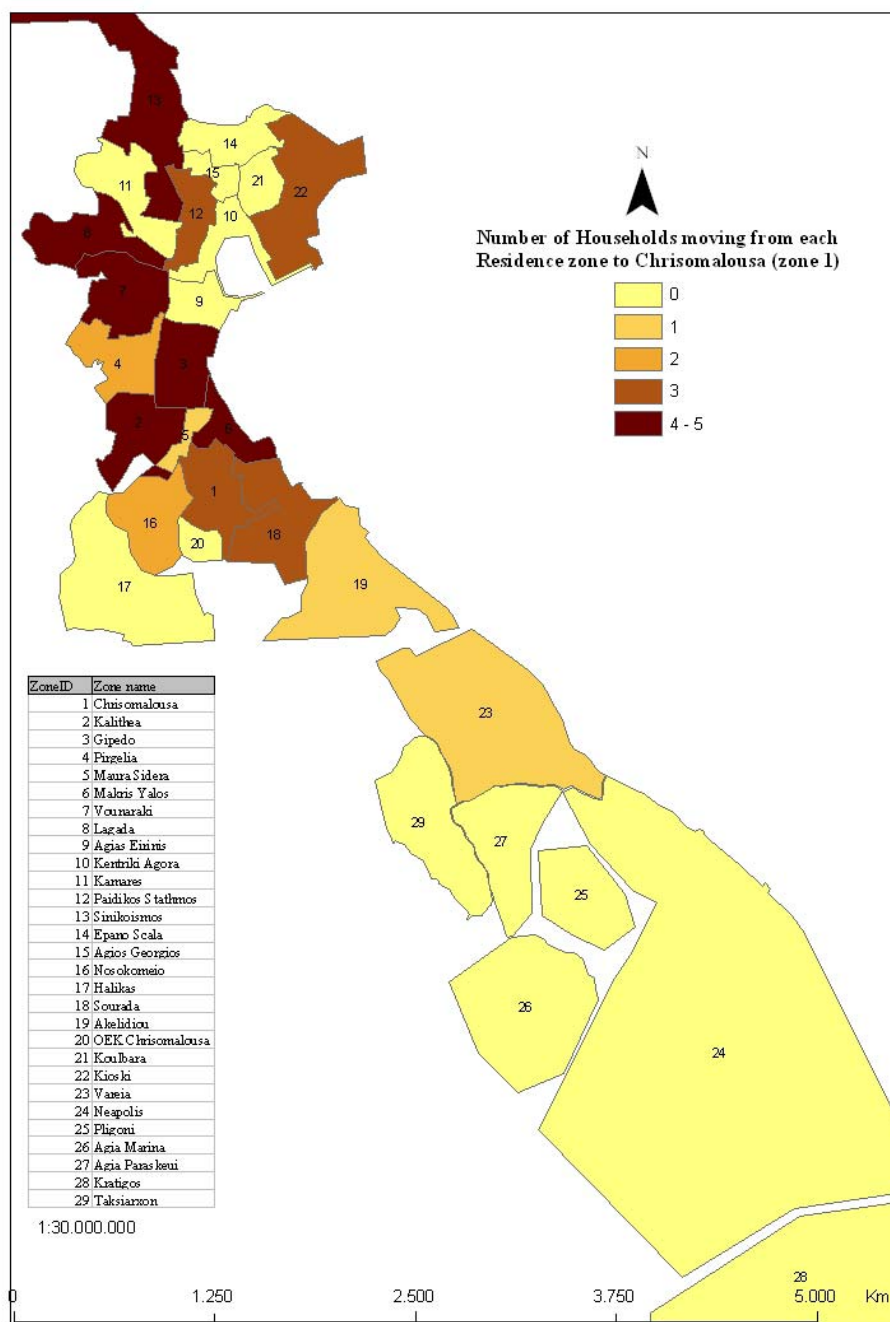 13
14
15
11
21
22
12
10
8
7
9
4
3
2
5
6
1
16
18
20
17
19
N
Number of Households moving from each
Residence zone to Chrisomalousa (zone 1)
0
1
2
3
4 - 5
23
29
27
25
26
24
28
ZoneID Zone name
1 Chrisomalousa
2 Kalithea
3 Gipedo
4 Pirgelia
5 Maura Sidera
6 Makris Yalos
7 Vounaraki
8 Lagada
9 Agias Eirinis
10 Kentriki Agora
11 Kamares
12 Paidikos Stathmos
13 Sinikoismos
14 Epano Scala
15 Agios Georgios
16 Nosokomeio
17 Halikas
18 Sourada
19 Akelidiou
20 OEK Chrisomalousa
21 Koulbara
22 Kioski
23 Vareia
24 Neapolis
25 Pligoni
26 Agia Marina
27 Agia Paraskeui
28 Kratigos
29 Taksiarxon
1:30.000.000
0 1.250 2.500 3.750 5.000 Km